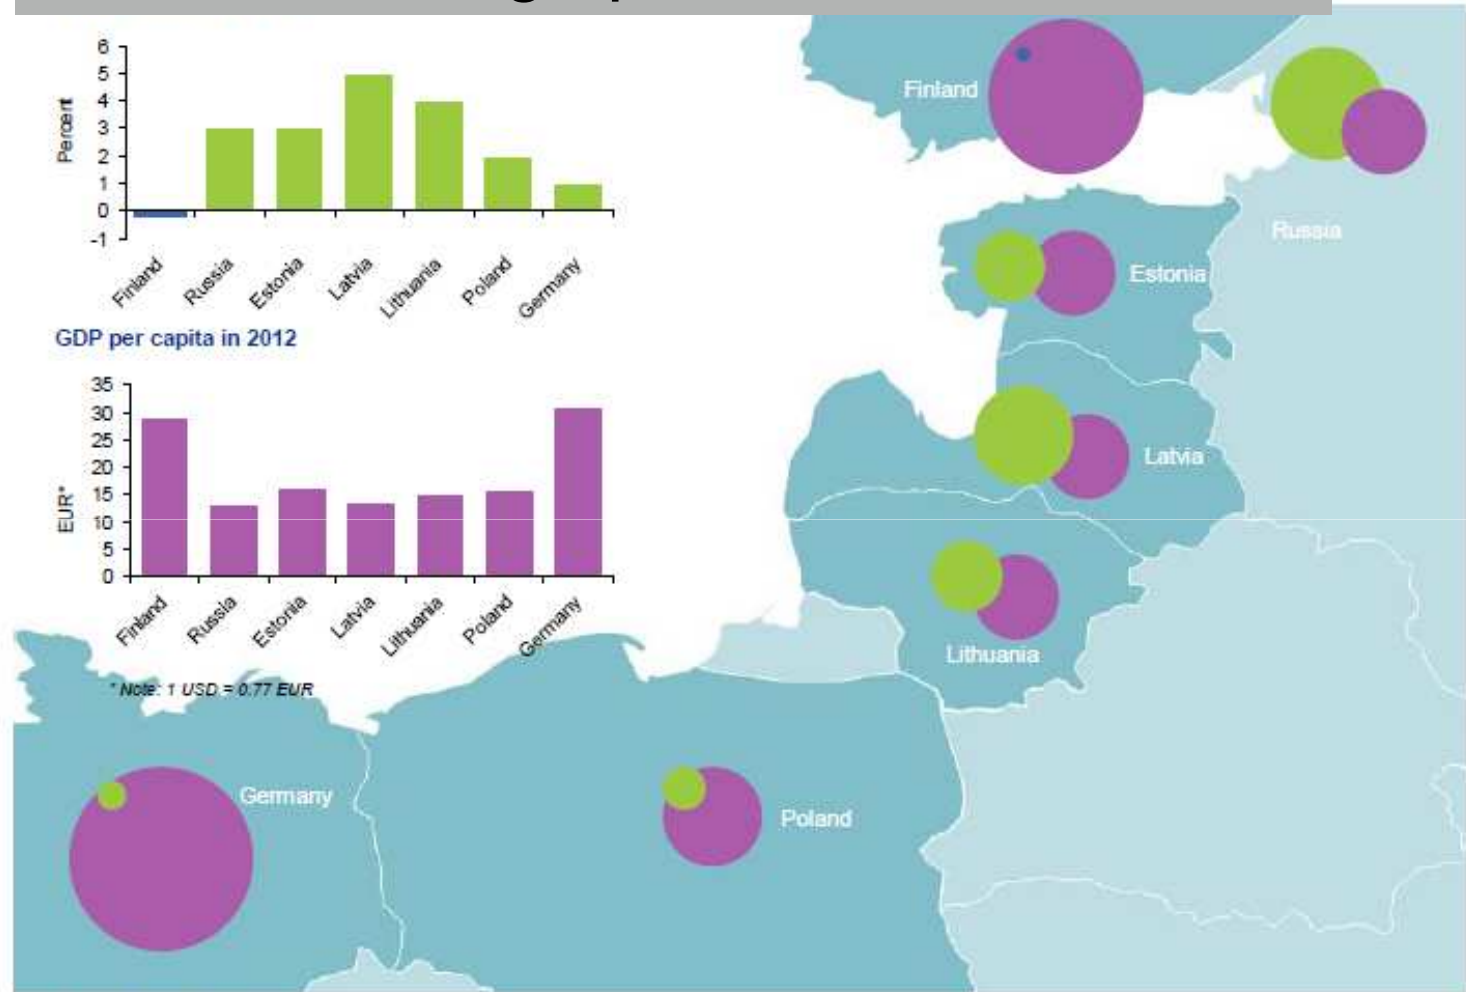 6
5
4
3
2
1
0
-1
Percent
Finland
Russia
Estonia
Latvia
Lithuania
Poland
Germany
GDP per capita in 2012
35
30
25
20
15
10
5
0
EUR*
Finland
Russia
Estonia
Latvia
Lithuania
Poland
Germany
* Note: 1 USD = 0.77 EUR
Finland
Russia
Estonia
Latvia
Lithuania
Germany
Poland